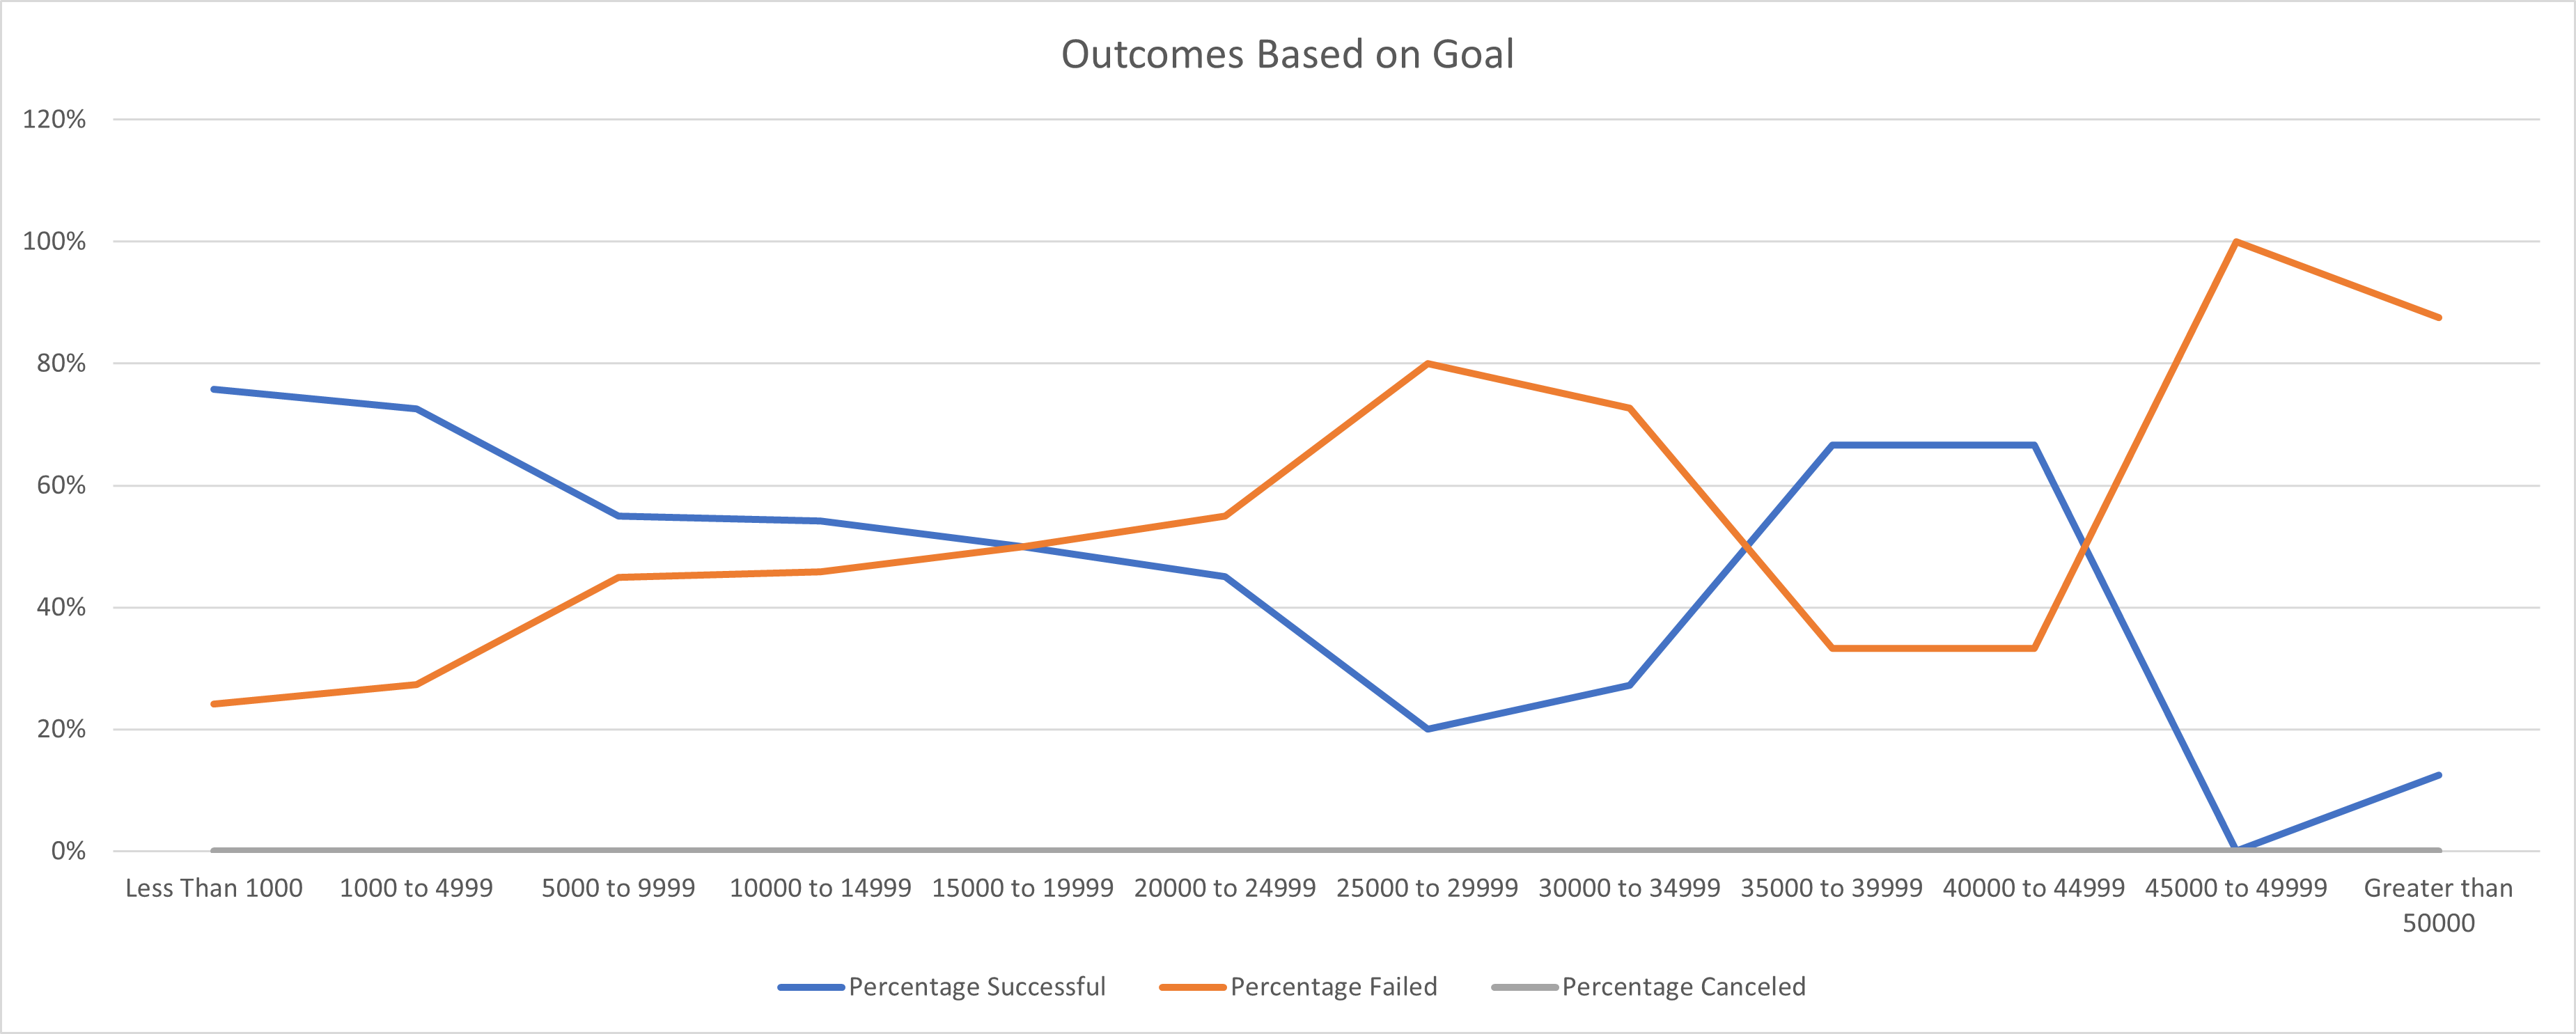 Outcomes Based on Goal
120%
100%
80%
60%
40%
20%
0%
Less Than 1000 1000 to 4999 5000 to 9999 10000 to 14999 15000 to 19999 20000 to 24999 25000 to 29999 30000 to 34999 35000 to 39999 40000 to 44999 45000 to 49999 Greater than
50000
Percentage Successful Percentage Failed Percentage Canceled